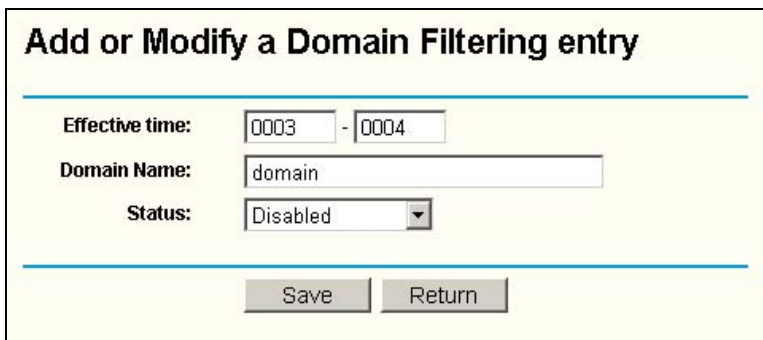 Add or Modify a Domain Filtering entry
Effective time: 0003 - 0004
Domain Name: domain
Status: Disabled
Save Return